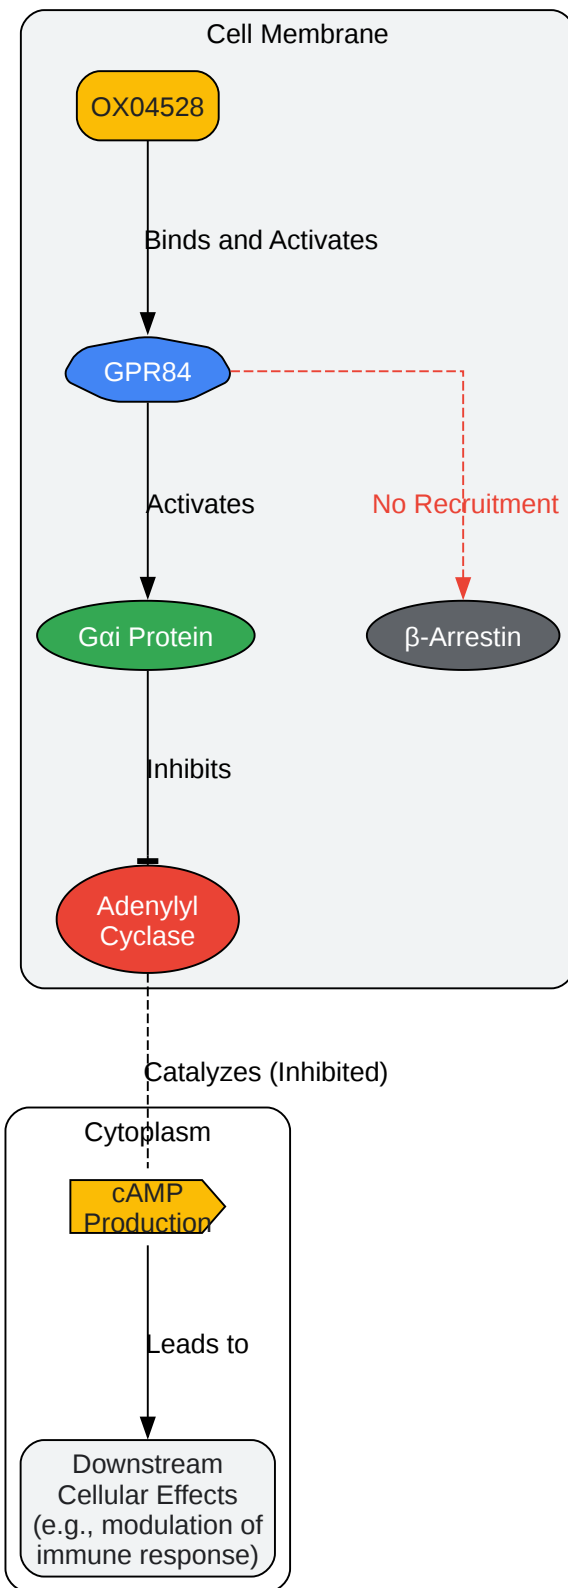 Cell Membrane
OX04528
Binds and Activates
GPR84
Activates
No Recruitment
Gαi Protein
β-Arrestin
Inhibits
Adenylyl
Cyclase
Catalyzes (Inhibited)
Cytoplasm
cAMP
Production
Leads to
Downstream
Cellular Effects
(e.g., modulation of
immune response)